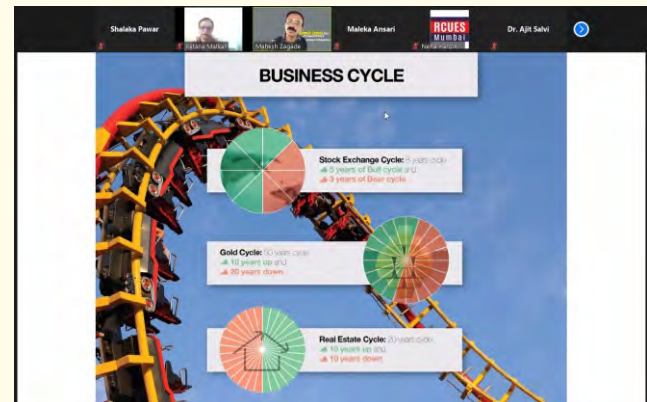 Shalaka Pawar
Mahesh Zagade
Maleka Ansari
RCUES
Mumbai
Dr. Ajit Salvi
BUSINESS CYCLE
Stock Exchange Cycle: 8 years cycle
5 years of Bull cycle and
3 years of Bear cycle
Gold Cycle: years cycle
10 years up and
20 years down
Real Estate Cycle: 20 years cycle
10 years up and
10 years down